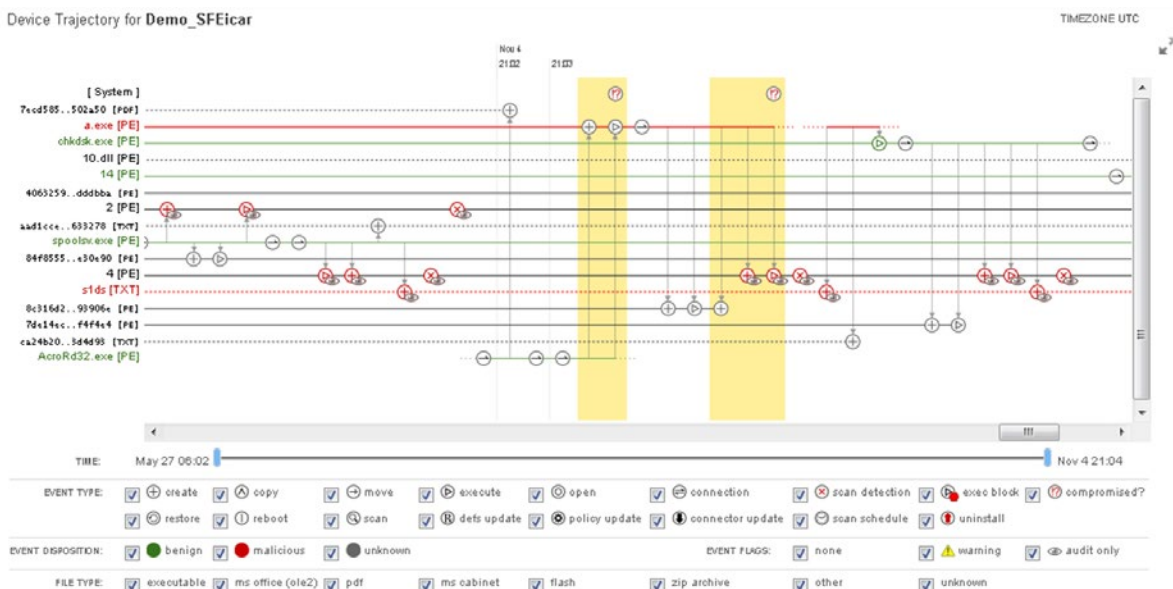 Device Trajectory for Demo_SFEicar
TIMEZONE UTC
Nov 4
21:02 21:03
[ System ]
7ecd585..502a50 [PDF]
a.exe [PE]
chkdsk.exe [PE]
10.dll [PE]
14 [PE]
4063259..dddbba [PE]
2 [PE]
aad1cce..633278 [TXT]
spoolsv.exe [PE]
84f8555...e30e90 [PE]
4 [PE]
s1ds [TXT]
8c316d2..93906e [PE]
7de14ec..f4f4e4 [PE]
ca24b20..3d4d93 [TXT]
AcroRd32.exe [PE]
TIME: May 27 06:02 Nov 4 21:04
EVENT TYPE: create copy move execute open connection scan detection exec block compromised?
restore reboot scan defs update policy update connector update scan schedule uninstall
EVENT DISPOSITION: benign malicious unknown EVENT FLAGS: none warning audit only
FILE TYPE: executable ms office (ole2) pdf ms cabinet flash zip archive other unknown